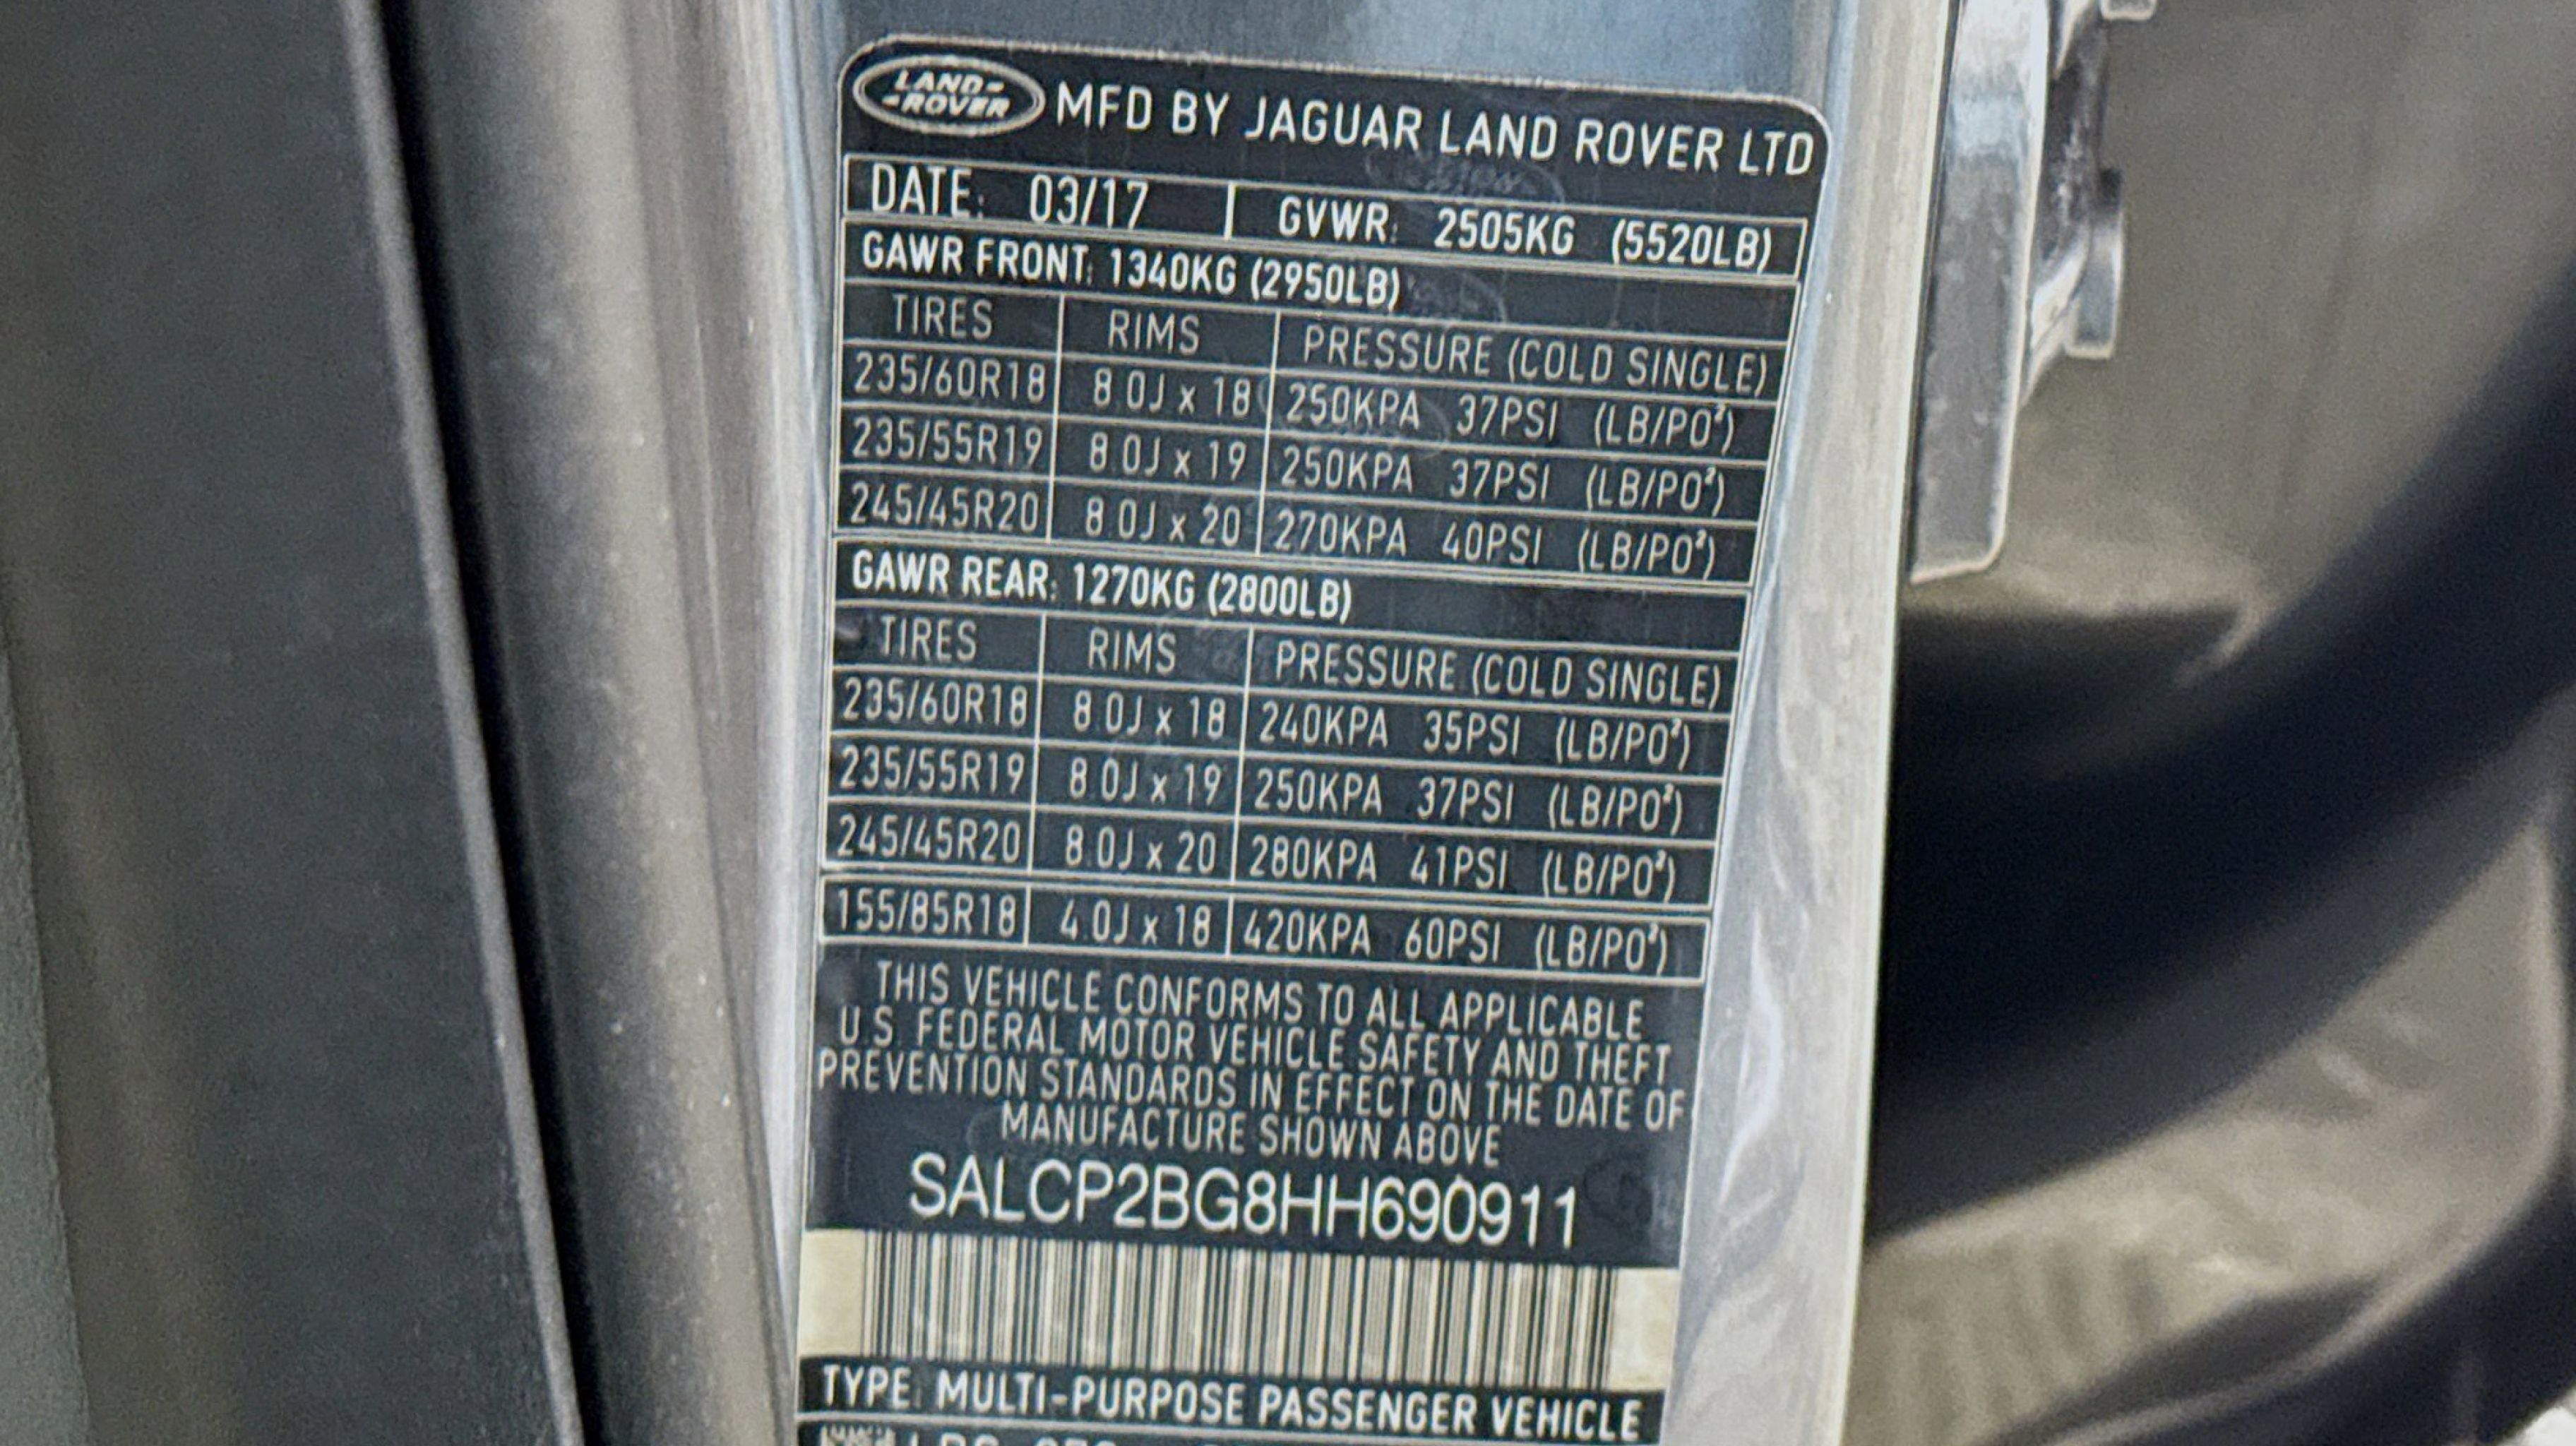 LAND-
-ROVER
MFD BY JAGUAR LAND ROVER LTD
DATE: 03/17 | GVWR: 2505KG (5520LB)
GAWR FRONT: 1340KG (2950LB)
TIRES RIMS PRESSURE (COLD SINGLE)
235/60R18 8.0J x 18 250KPA 37PSI (LB/PO²)
235/55R19 8.0J x 19 250KPA 37PSI (LB/PO²)
245/45R20 8.0J x 20 270KPA 40PSI (LB/PO²)
GAWR REAR: 1270KG (2800LB)
TIRES RIMS PRESSURE (COLD SINGLE)
235/60R18 8.0J x 18 240KPA 35PSI (LB/PO²)
235/55R19 8.0J x 19 250KPA 37PSI (LB/PO²)
245/45R20 8.0J x 20 280KPA 41PSI (LB/PO²)
155/85R18 4.0J x 18 420KPA 60PSI (LB/PO²)
THIS VEHICLE CONFORMS TO ALL APPLICABLE
U.S. FEDERAL MOTOR VEHICLE SAFETY AND THEFT
PREVENTION STANDARDS IN EFFECT ON THE DATE OF
MANUFACTURE SHOWN ABOVE
SALCP2BG8HH690911
TYPE: MULTI-PURPOSE PASSENGER VEHICLE